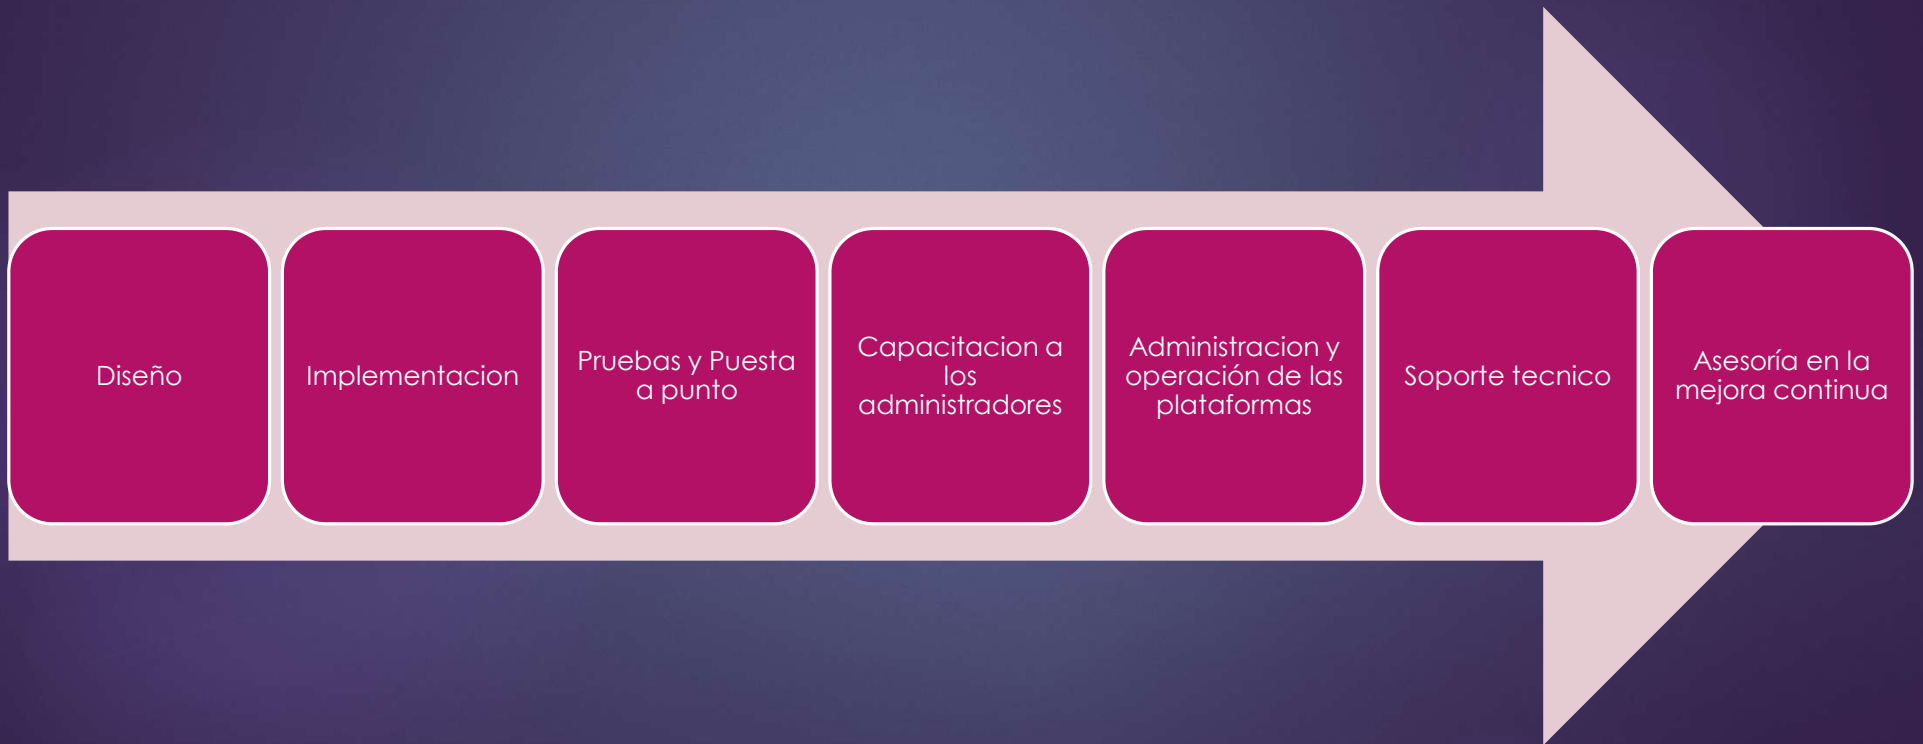 Diseño
Implementacion
Pruebas y Puesta
a punto
Capacitacion a
los
administradores
Administracion y
operación de las
plataformas
Soporte tecnico
Asesoría en la
mejora continua